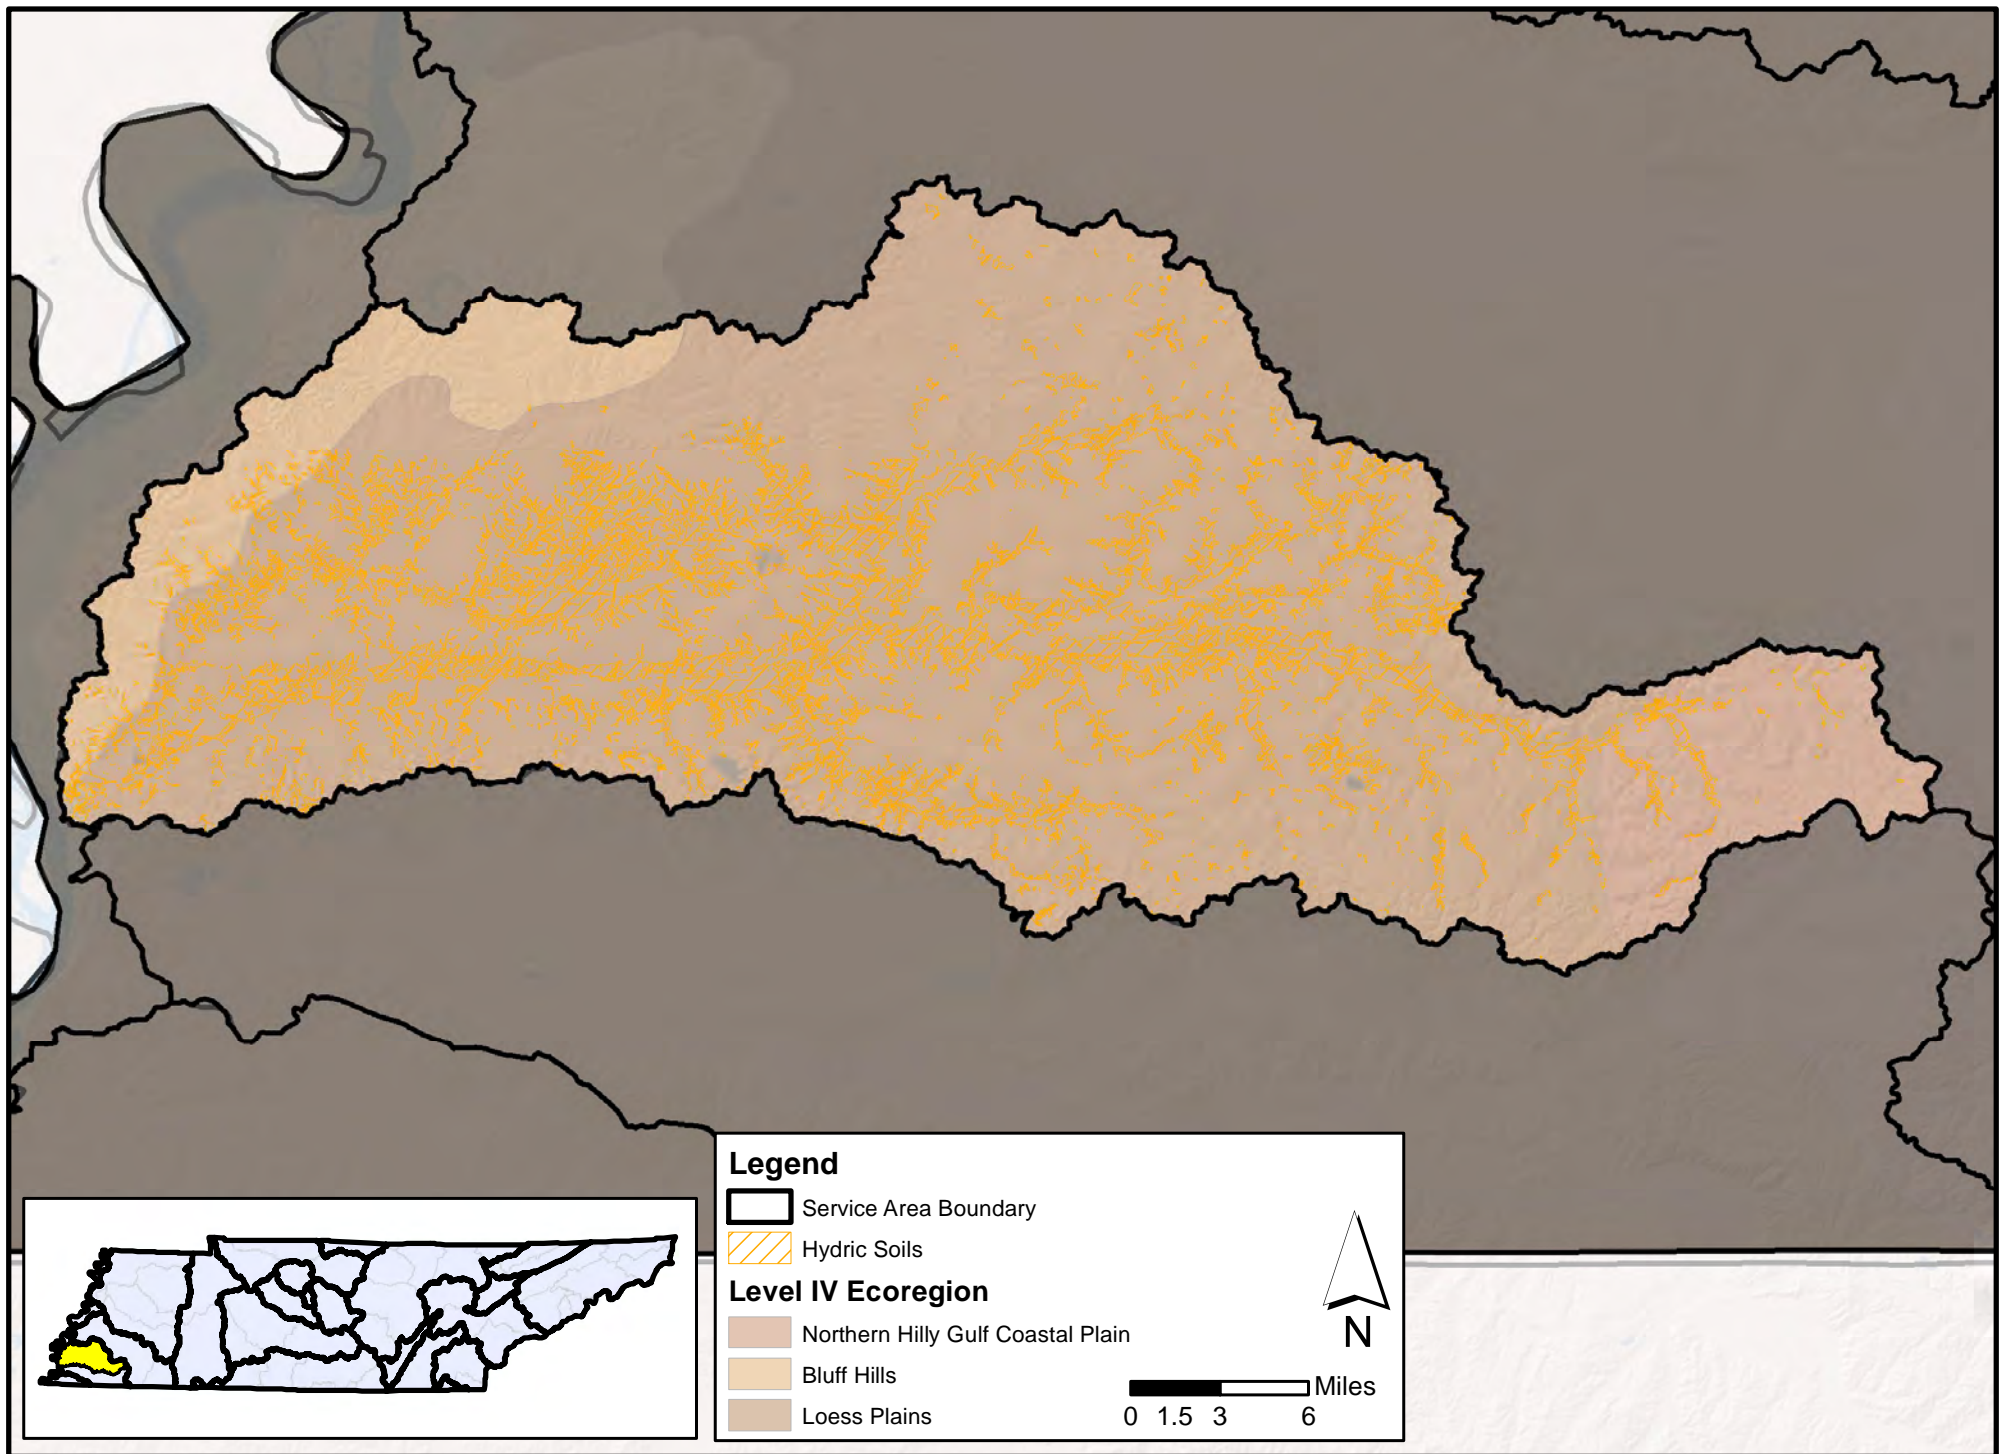 Legend
Service Area Boundary
Hydric Soils
Level IV Ecoregion
Northern Hilly Gulf Coastal Plain
Bluff Hills
Loess Plains
N
Miles
0 1.5 3 6